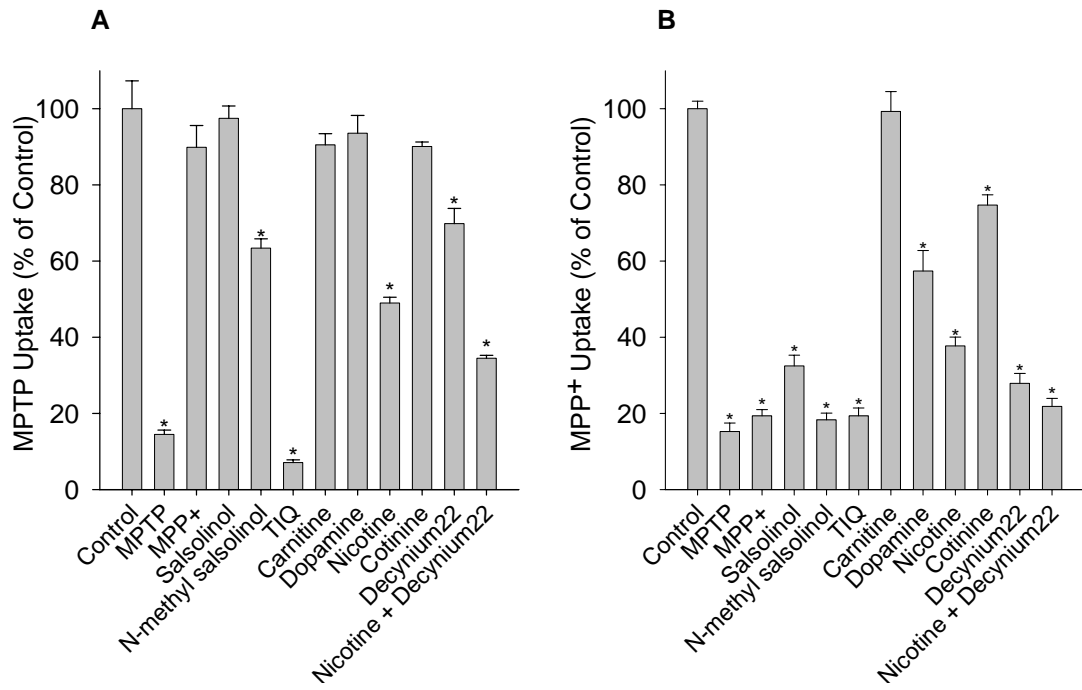 A
MPTP Uptake (% of Control)
100
80
60
40
20
0
*
*
*
*
*
*
Control
MPTP
MPP+
Salsolinol
N-methyl salsolinol
TIQ
Carnitine
Dopamine
Nicotine
Cotinine
Decynium22
Nicotine + Decynium22
B
MPP+ Uptake (% of Control)
100
80
60
40
20
0
*
*
*
*
*
*
*
*
*
*
Control
MPTP
MPP+
Salsolinol
N-methyl salsolinol
TIQ
Carnitine
Dopamine
Nicotine
Cotinine
Decynium22
Nicotine + Decynium22